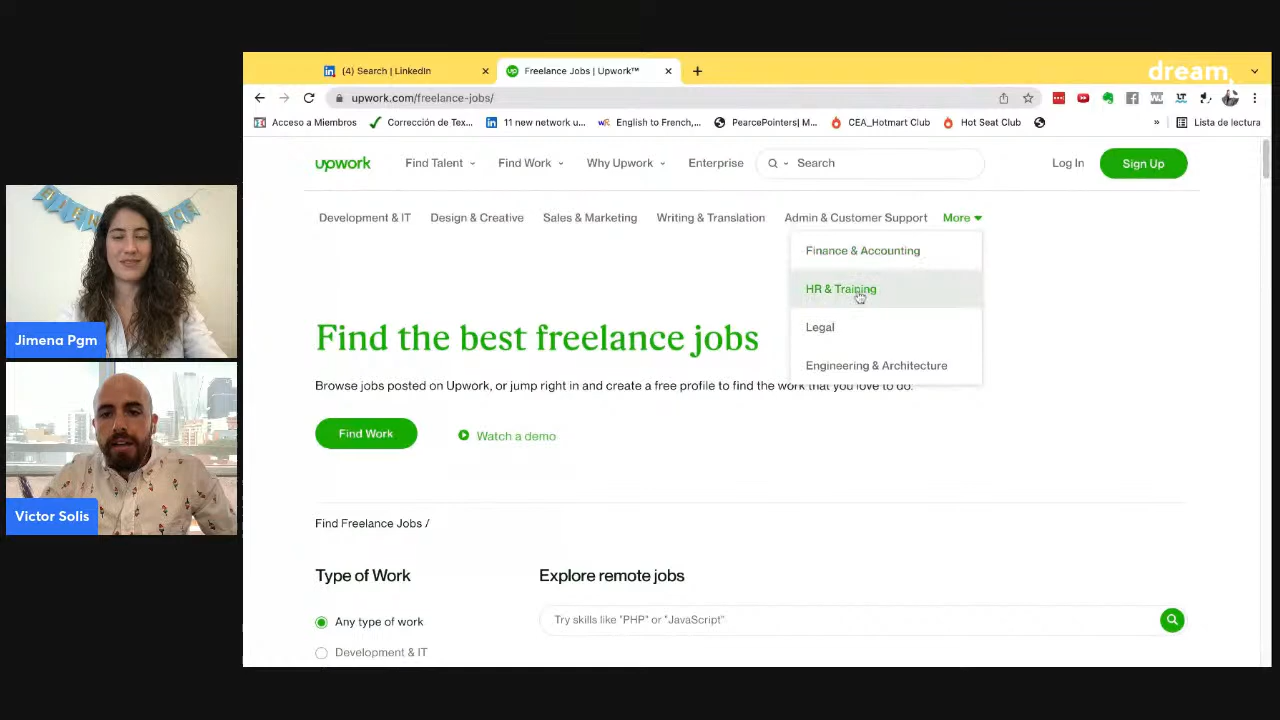 (4) Search | LinkedIn
Freelance Jobs | Upwork™
dream
upwork.com/freelance-jobs/
Acceso a Miembros
Corrección de Tex...
11 new network u...
English to French,...
PearcePointers| M...
CEA_Hotmart Club
Hot Seat Club
»
Lista de lectura
upwork
Find Talent
Find Work
Why Upwork
Enterprise
Search
Log In
Sign Up
Development & IT
Design & Creative
Sales & Marketing
Writing & Translation
Admin & Customer Support
More
Finance & Accounting
HR & Training
Legal
Engineering & Architecture
Find the best freelance jobs
Browse jobs posted on Upwork, or jump right in and create a free profile to find the work that you love to do.
Find Work
Watch a demo
Find Freelance Jobs /
Type of Work
Explore remote jobs
Any type of work
Try skills like "PHP" or "JavaScript"
Development & IT
Jimena Pgm
Victor Solis